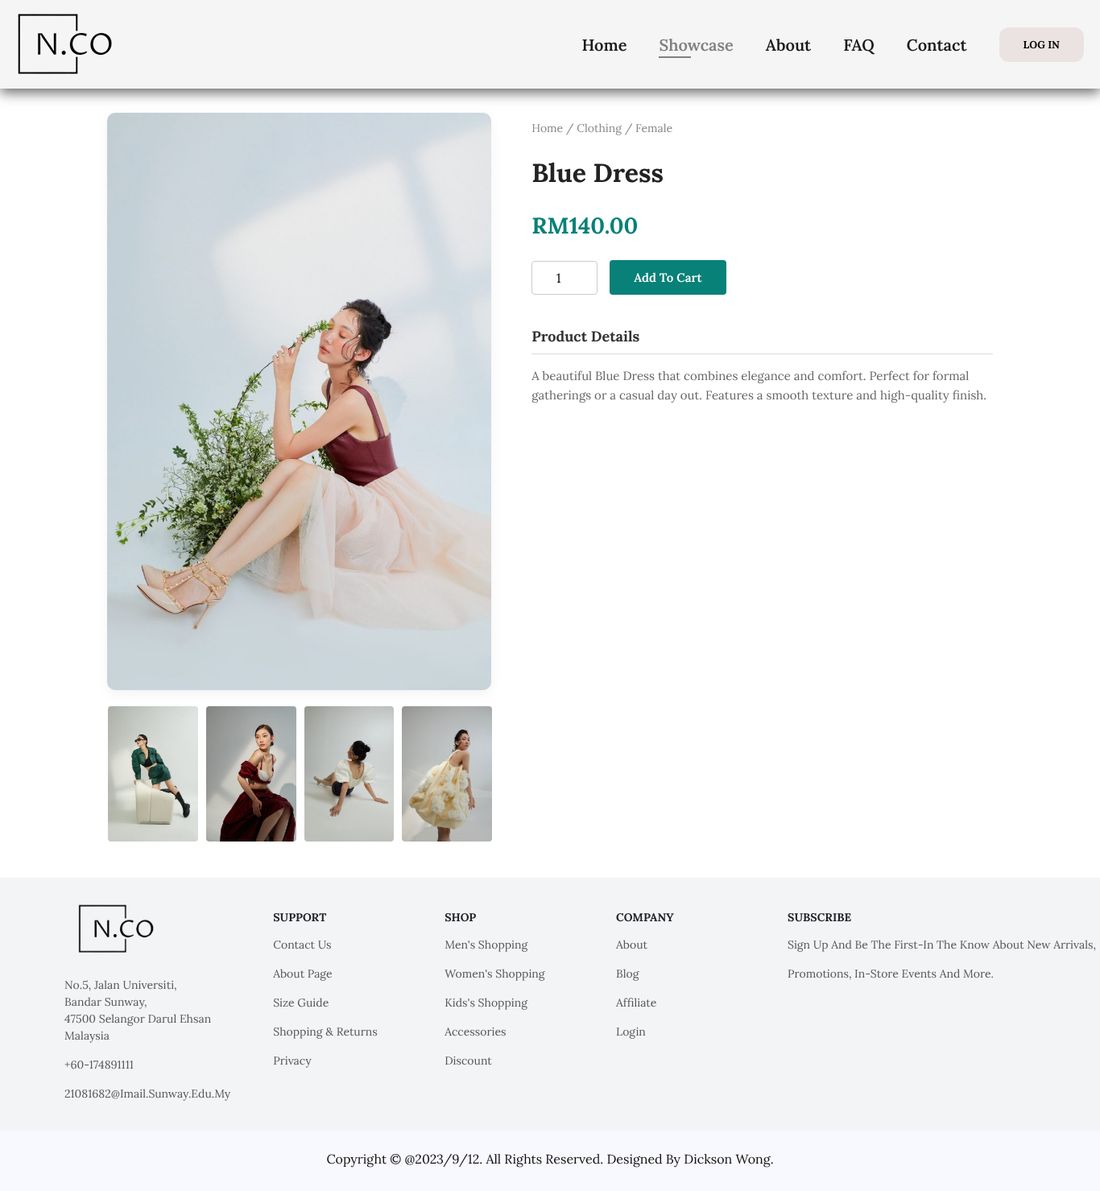 N.CO
Home
Showcase
About
FAQ
Contact
LOG IN
Home / Clothing / Female
Blue Dress
RM140.00
1
Add To Cart
Product Details
A beautiful Blue Dress that combines elegance and comfort. Perfect for formal
gatherings or a casual day out. Features a smooth texture and high-quality finish.
N.CO
No.5, Jalan Universiti,
Bandar Sunway,
47500 Selangor Darul Ehsan
Malaysia
+60-174891111
21081682@Imail.Sunway.Edu.My
SUPPORT
Contact Us
About Page
Size Guide
Shopping & Returns
Privacy
SHOP
Men's Shopping
Women's Shopping
Kid's Shopping
Accessories
Discount
COMPANY
About
Blog
Affiliate
Login
SUBSCRIBE
Sign Up And Be The First-In The Know About New Arrivals,
Promotions, In-Store Events And More.
Copyright © @2023/9/12. All Rights Reserved. Designed By Dickson Wong.